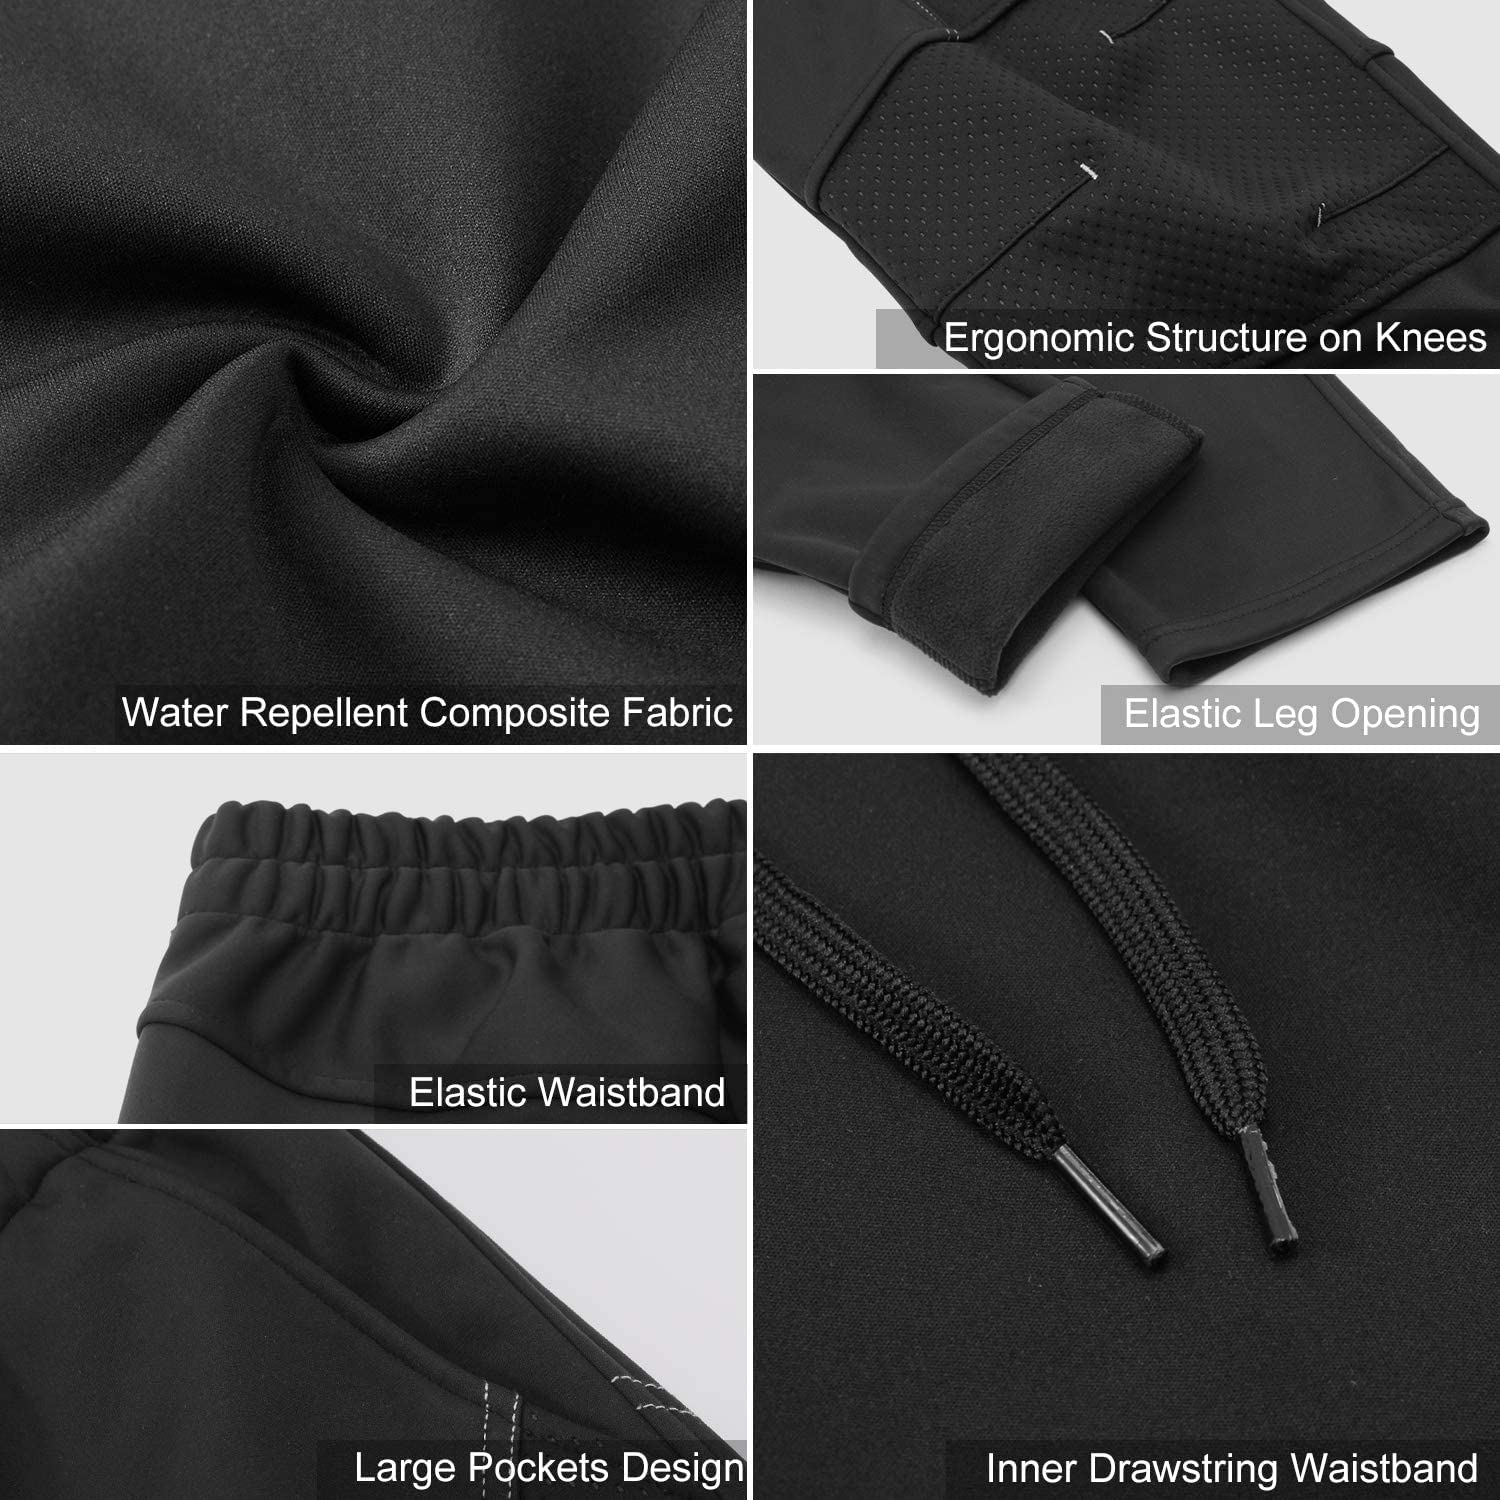 Ergonomic Structure on Knees
Water Repellent Composite Fabric
Elastic Leg Opening
Elastic Waistband
Large Pockets Design
Inner Drawstring Waistband